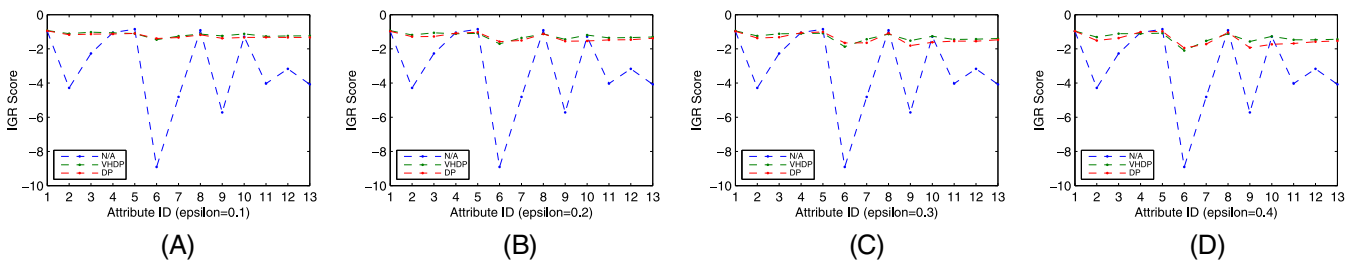 0
−2
−4
−6
−8
−10
IGR Score
N/A
VHDP
DP
1 2 3 4 5 6 7 8 9 10 11 12 13
Attribute ID (epsilon=0.1)
(A)
0
−2
−4
−6
−8
−10
IGR Score
N/A
VHDP
DP
1 2 3 4 5 6 7 8 9 10 11 12 13
Attribute ID (epsilon=0.2)
(B)
0
−2
−4
−6
−8
−10
IGR Score
N/A
VHDP
DP
1 2 3 4 5 6 7 8 9 10 11 12 13
Attribute ID (epsilon=0.3)
(C)
0
−2
−4
−6
−8
−10
IGR Score
N/A
VHDP
DP
1 2 3 4 5 6 7 8 9 10 11 12 13
Attribute ID (epsilon=0.4)
(D)